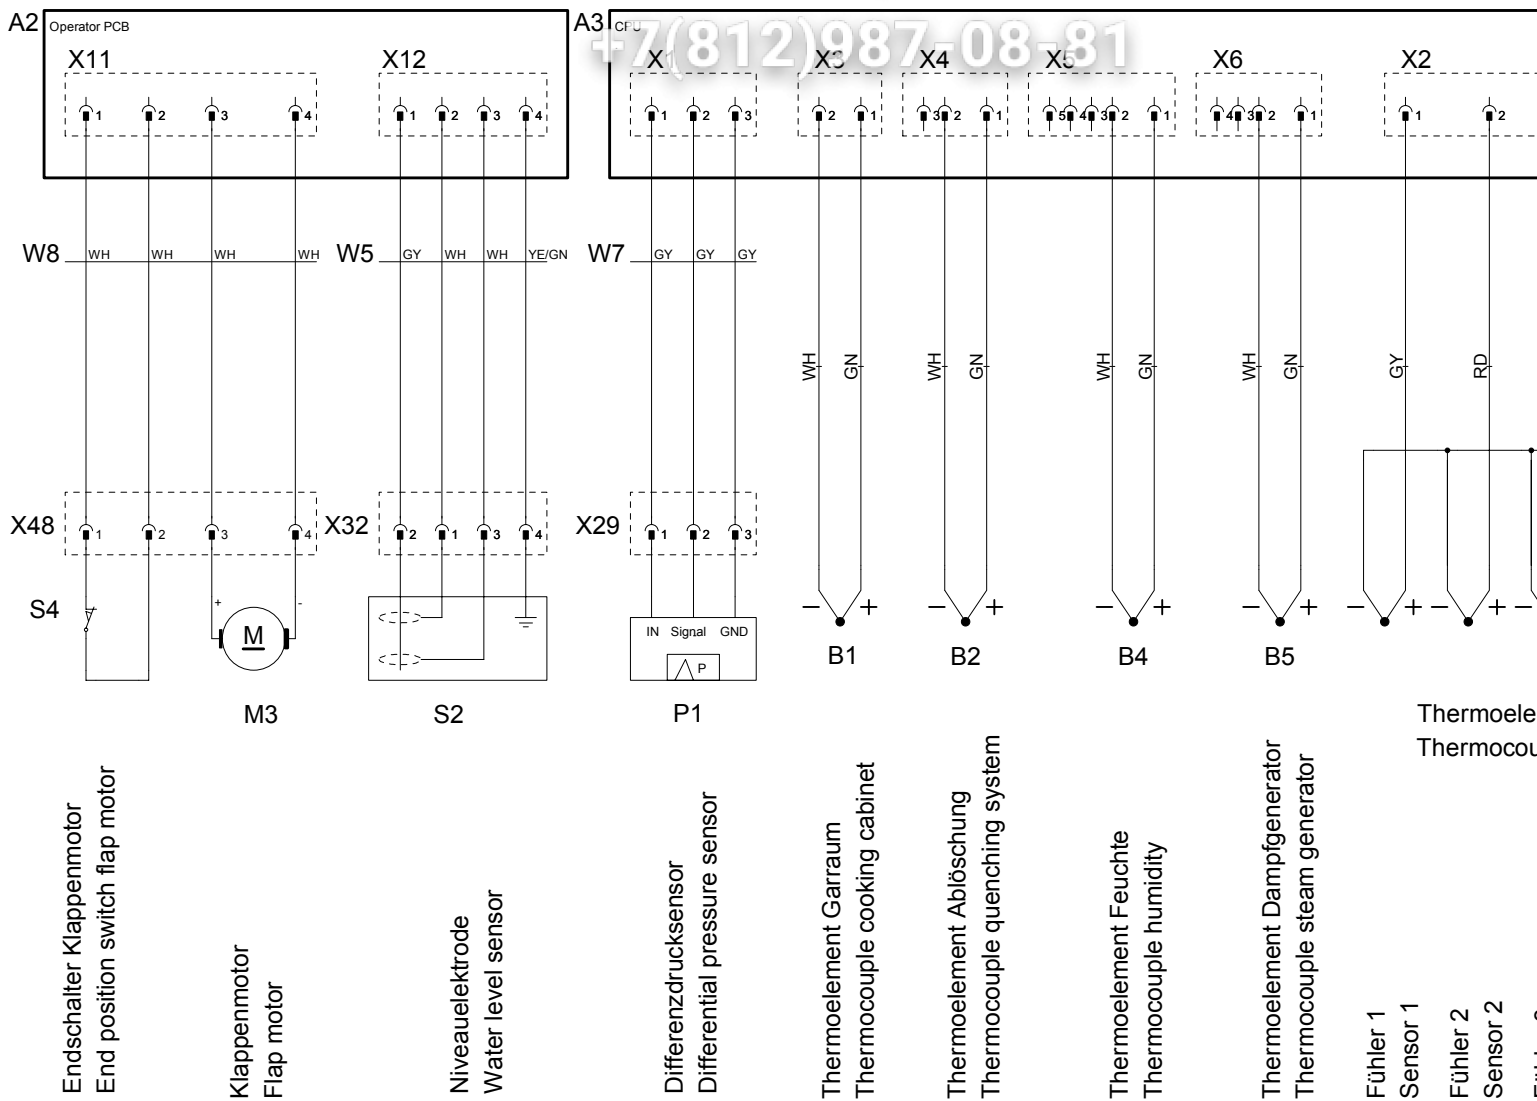 A2 Operator PCB A3 CPU
+7(812)987-08-81
X11 X12 X1 X3 X4 X5 X6 X2
1 2 3 4 1 2 3 4 1 2 3 2 1 3 2 1 5 4 3 2 1 4 3 2 1 1 2
W8 WH WH WH WH W5 GY WH WH YE/GN W7 GY GY GY
WH GN WH GN WH GN WH GN GY RD
X48 1 2 3 4 X32 2 1 3 4 X29 1 2 3
S4 + - − + − + − + − + − + − + −
M IN Signal GND
P
B1 B2 B4 B5
M3 S2 P1
Thermoele
Thermocou
Endschalter Klappenmotor
End position switch flap motor
Klappenmotor
Flap motor
Niveauelektrode
Water level sensor
Differenzdrucksensor
Differential pressure sensor
Thermoelement Garraum
Thermocouple cooking cabinet
Thermoelement Ablöschung
Thermocouple quenching system
Thermoelement Feuchte
Thermocouple humidity
Thermoelement Dampfgenerator
Thermocouple steam generator
Fühler 1
Sensor 1
Fühler 2
Sensor 2